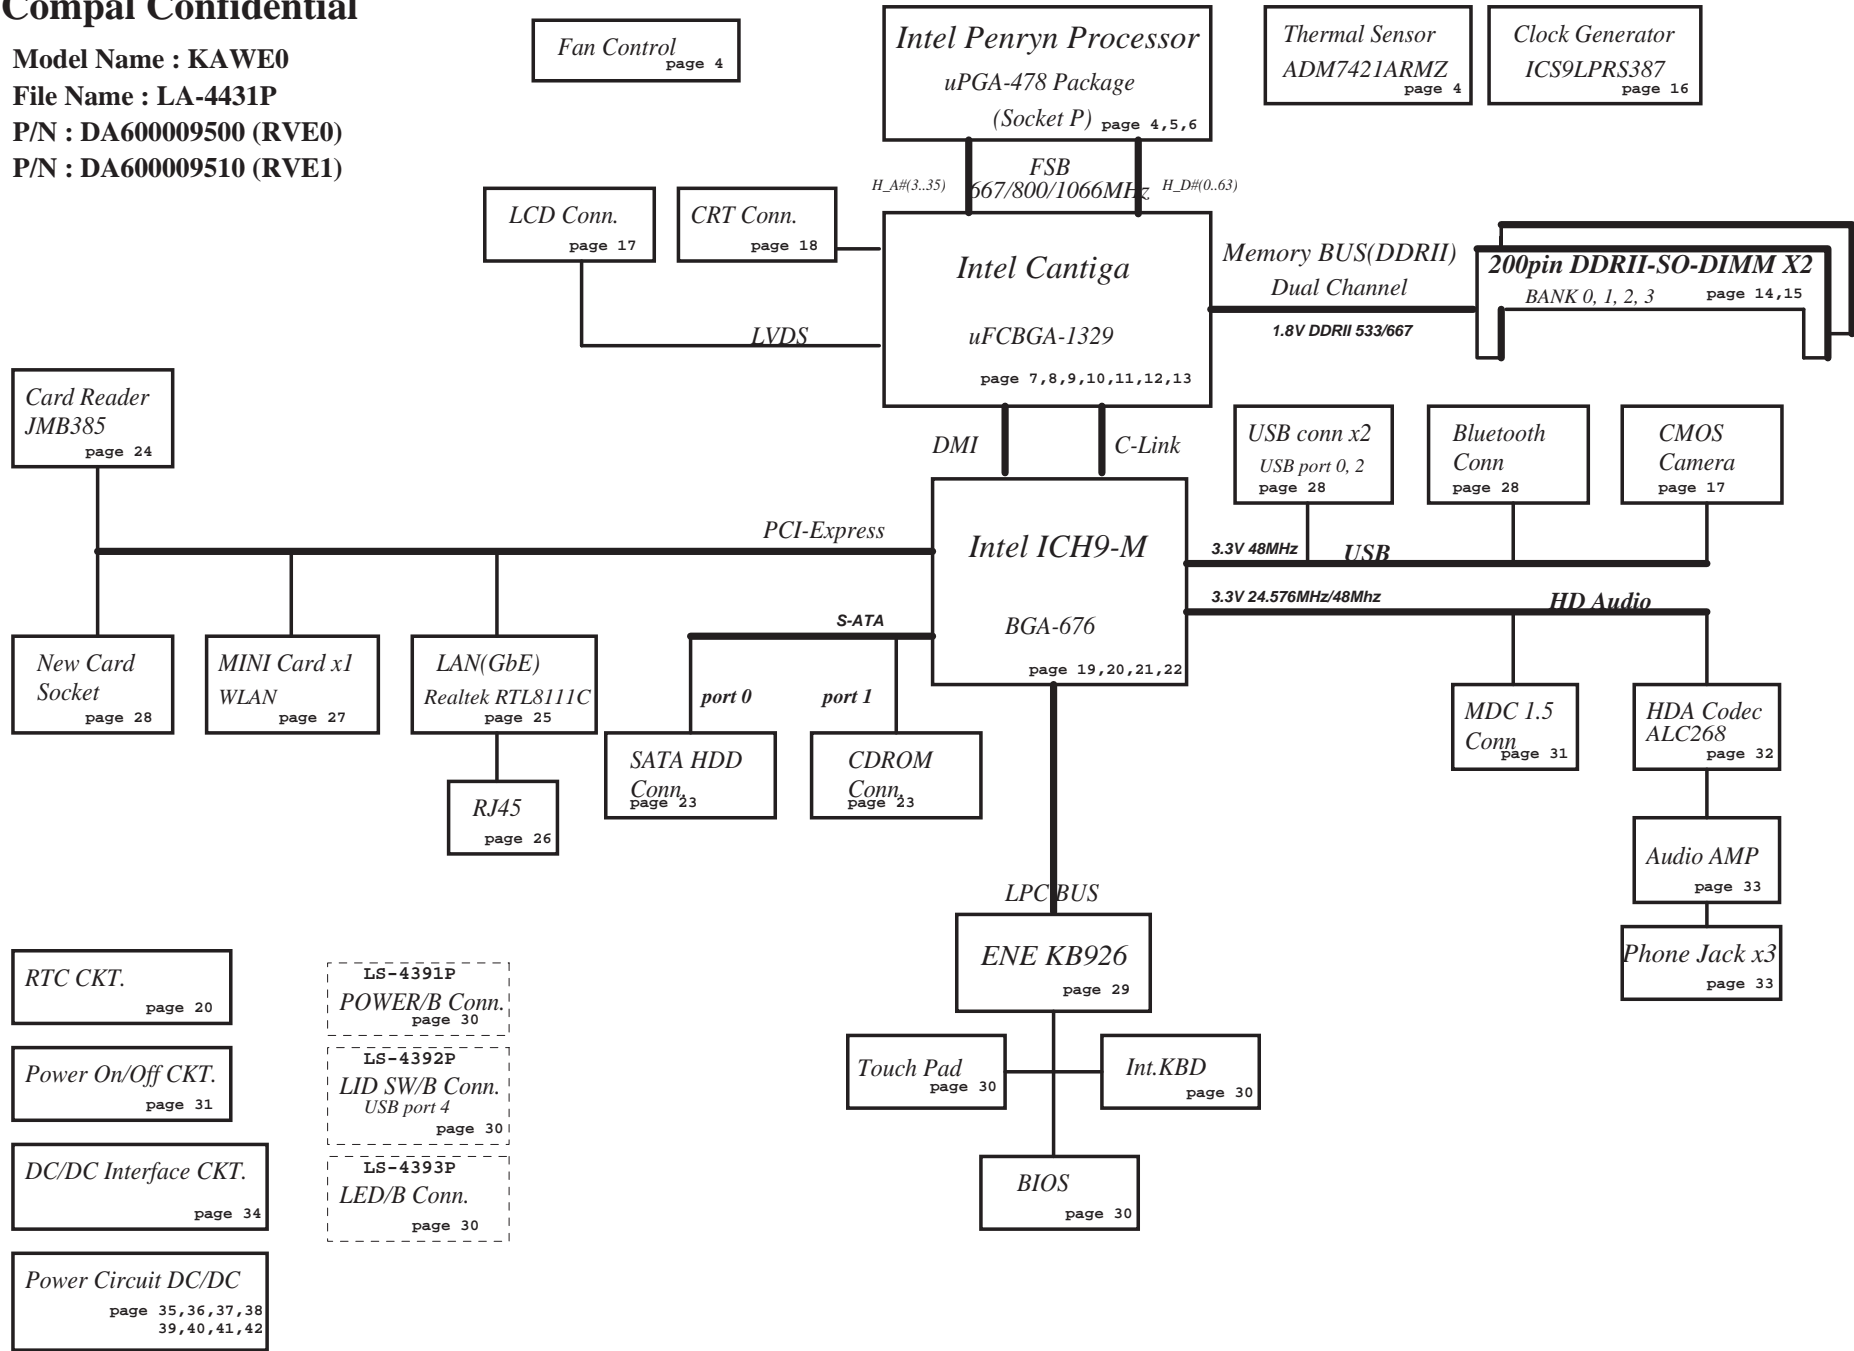 Compal Confidential
Model Name : KAWE0
File Name : LA-4431P
P/N : DA600009500 (RVE0)
P/N : DA600009510 (RVE1)
Fan Control
page 4
Intel Penryn Processor
uPGA-478 Package
(Socket P) page 4,5,6
Thermal Sensor
ADM7421ARMZ
page 4
Clock Generator
ICS9LPRS387
page 16
H_A#(3..35)
FSB
667/800/1066MHz
H_D#(0..63)
LCD Conn.
page 17
CRT Conn.
page 18
LVDS
Intel Cantiga
uFCBGA-1329
page 7,8,9,10,11,12,13
Memory BUS(DDRII)
Dual Channel
1.8V DDRII 533/667
200pin DDRII-SO-DIMM X2
BANK 0, 1, 2, 3 page 14,15
Card Reader
JMB385
page 24
DMI
C-Link
USB conn x2
USB port 0, 2
page 28
Bluetooth
Conn
page 28
CMOS
Camera
page 17
PCI-Express
Intel ICH9-M
BGA-676
page 19,20,21,22
3.3V 48MHz
USB
3.3V 24.576MHz/48Mhz
HD Audio
S-ATA
port 0
port 1
New Card
Socket
page 28
MINI Card x1
WLAN
page 27
LAN(GbE)
Realtek RTL8111C
page 25
RJ45
page 26
SATA HDD
Conn.
page 23
CDROM
Conn.
page 23
MDC 1.5
Conn
page 31
HDA Codec
ALC268
page 32
Audio AMP
page 33
Phone Jack x3
page 33
LPC BUS
ENE KB926
page 29
Touch Pad
page 30
Int.KBD
page 30
BIOS
page 30
RTC CKT.
page 20
Power On/Off CKT.
page 31
DC/DC Interface CKT.
page 34
Power Circuit DC/DC
page 35,36,37,38
39,40,41,42
LS-4391P
POWER/B Conn.
page 30
LS-4392P
LID SW/B Conn.
USB port 4
page 30
LS-4393P
LED/B Conn.
page 30